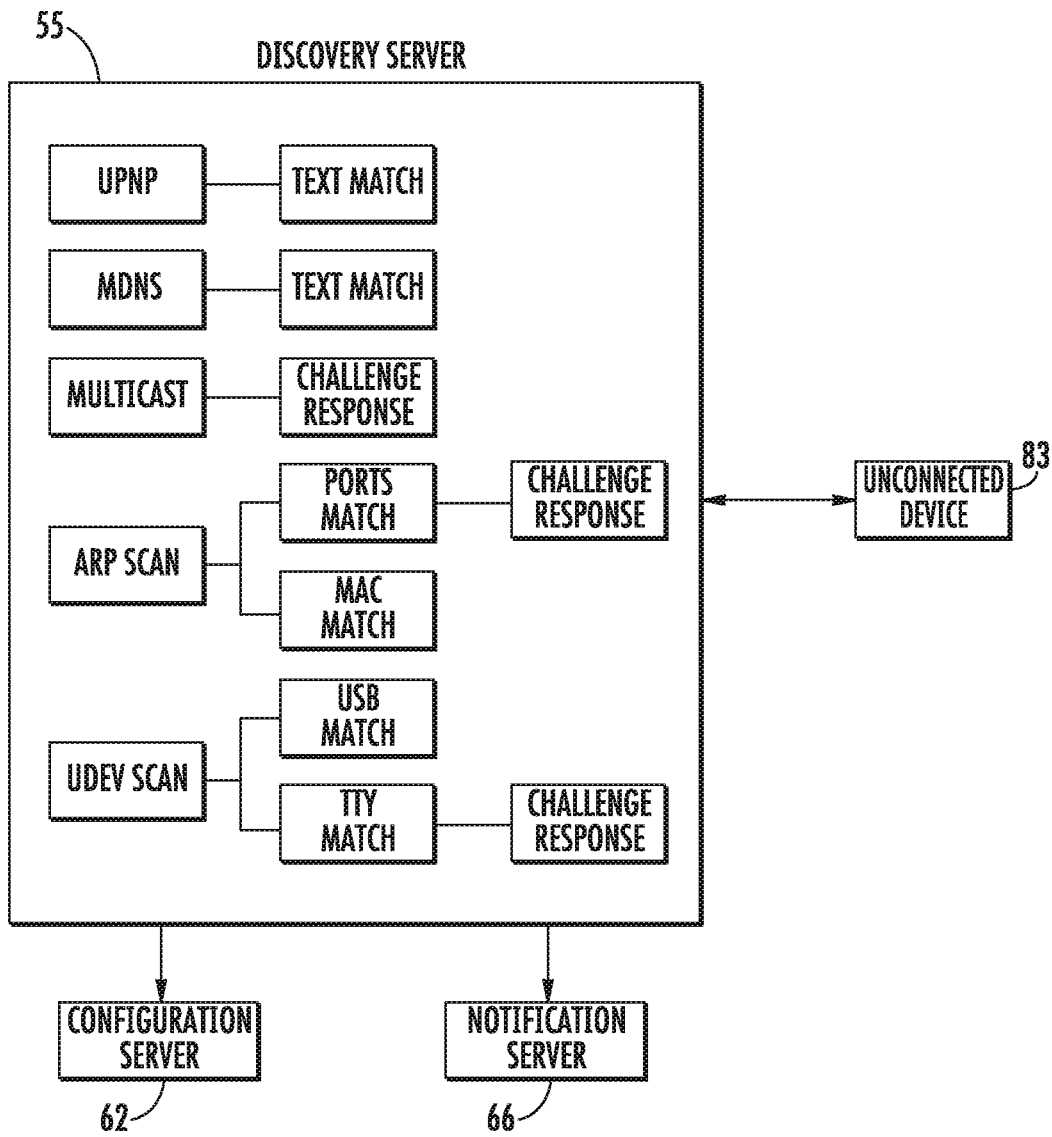 55
DISCOVERY SERVER
UPNP
TEXT MATCH
MDNS
TEXT MATCH
MULTICAST
CHALLENGE
RESPONSE
ARP SCAN
PORTS
MATCH
CHALLENGE
RESPONSE
MAC
MATCH
UDEV SCAN
USB
MATCH
TTY
MATCH
CHALLENGE
RESPONSE
UNCONNECTED
DEVICE
83
CONFIGURATION
SERVER
62
NOTIFICATION
SERVER
66